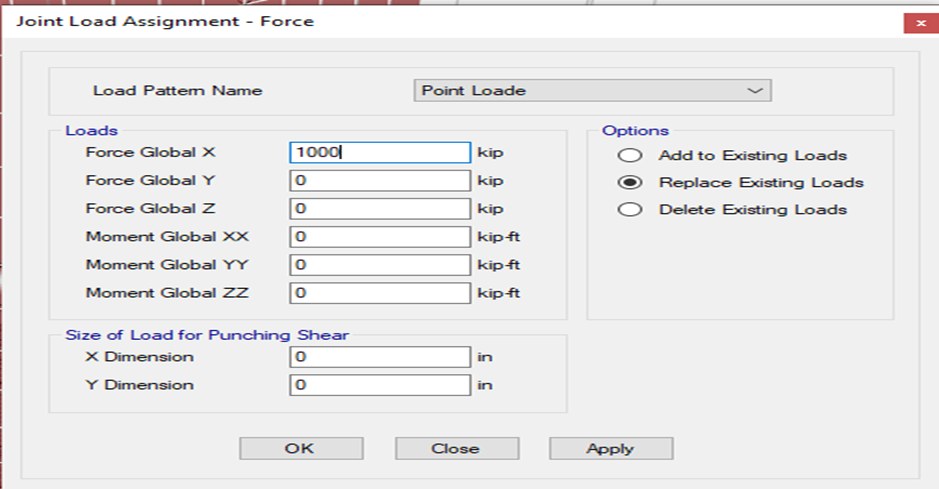 Joint Load Assignment - Force
x
Load Pattern Name
Point Loade
Loads
Force Global X 1000 kip
Force Global Y 0 kip
Force Global Z 0 kip
Moment Global XX 0 kip-ft
Moment Global YY 0 kip-ft
Moment Global ZZ 0 kip-ft
Options
Add to Existing Loads
Replace Existing Loads
Delete Existing Loads
Size of Load for Punching Shear
X Dimension 0 in
Y Dimension 0 in
OK Close Apply